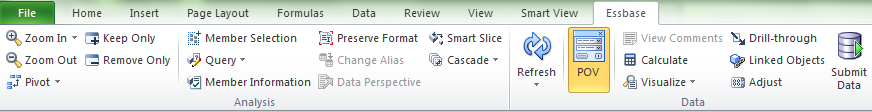 File Home Insert Page Layout Formulas Data Review View Smart View Essbase
Zoom In Keep Only Member Selection Preserve Format Smart Slice View Comments Drill-through
Zoom Out Remove Only Query Change Alias Cascade Refresh POV Calculate Linked Objects Submit
Pivot Member Information Data Perspective Visualize Adjust Data
Analysis Data